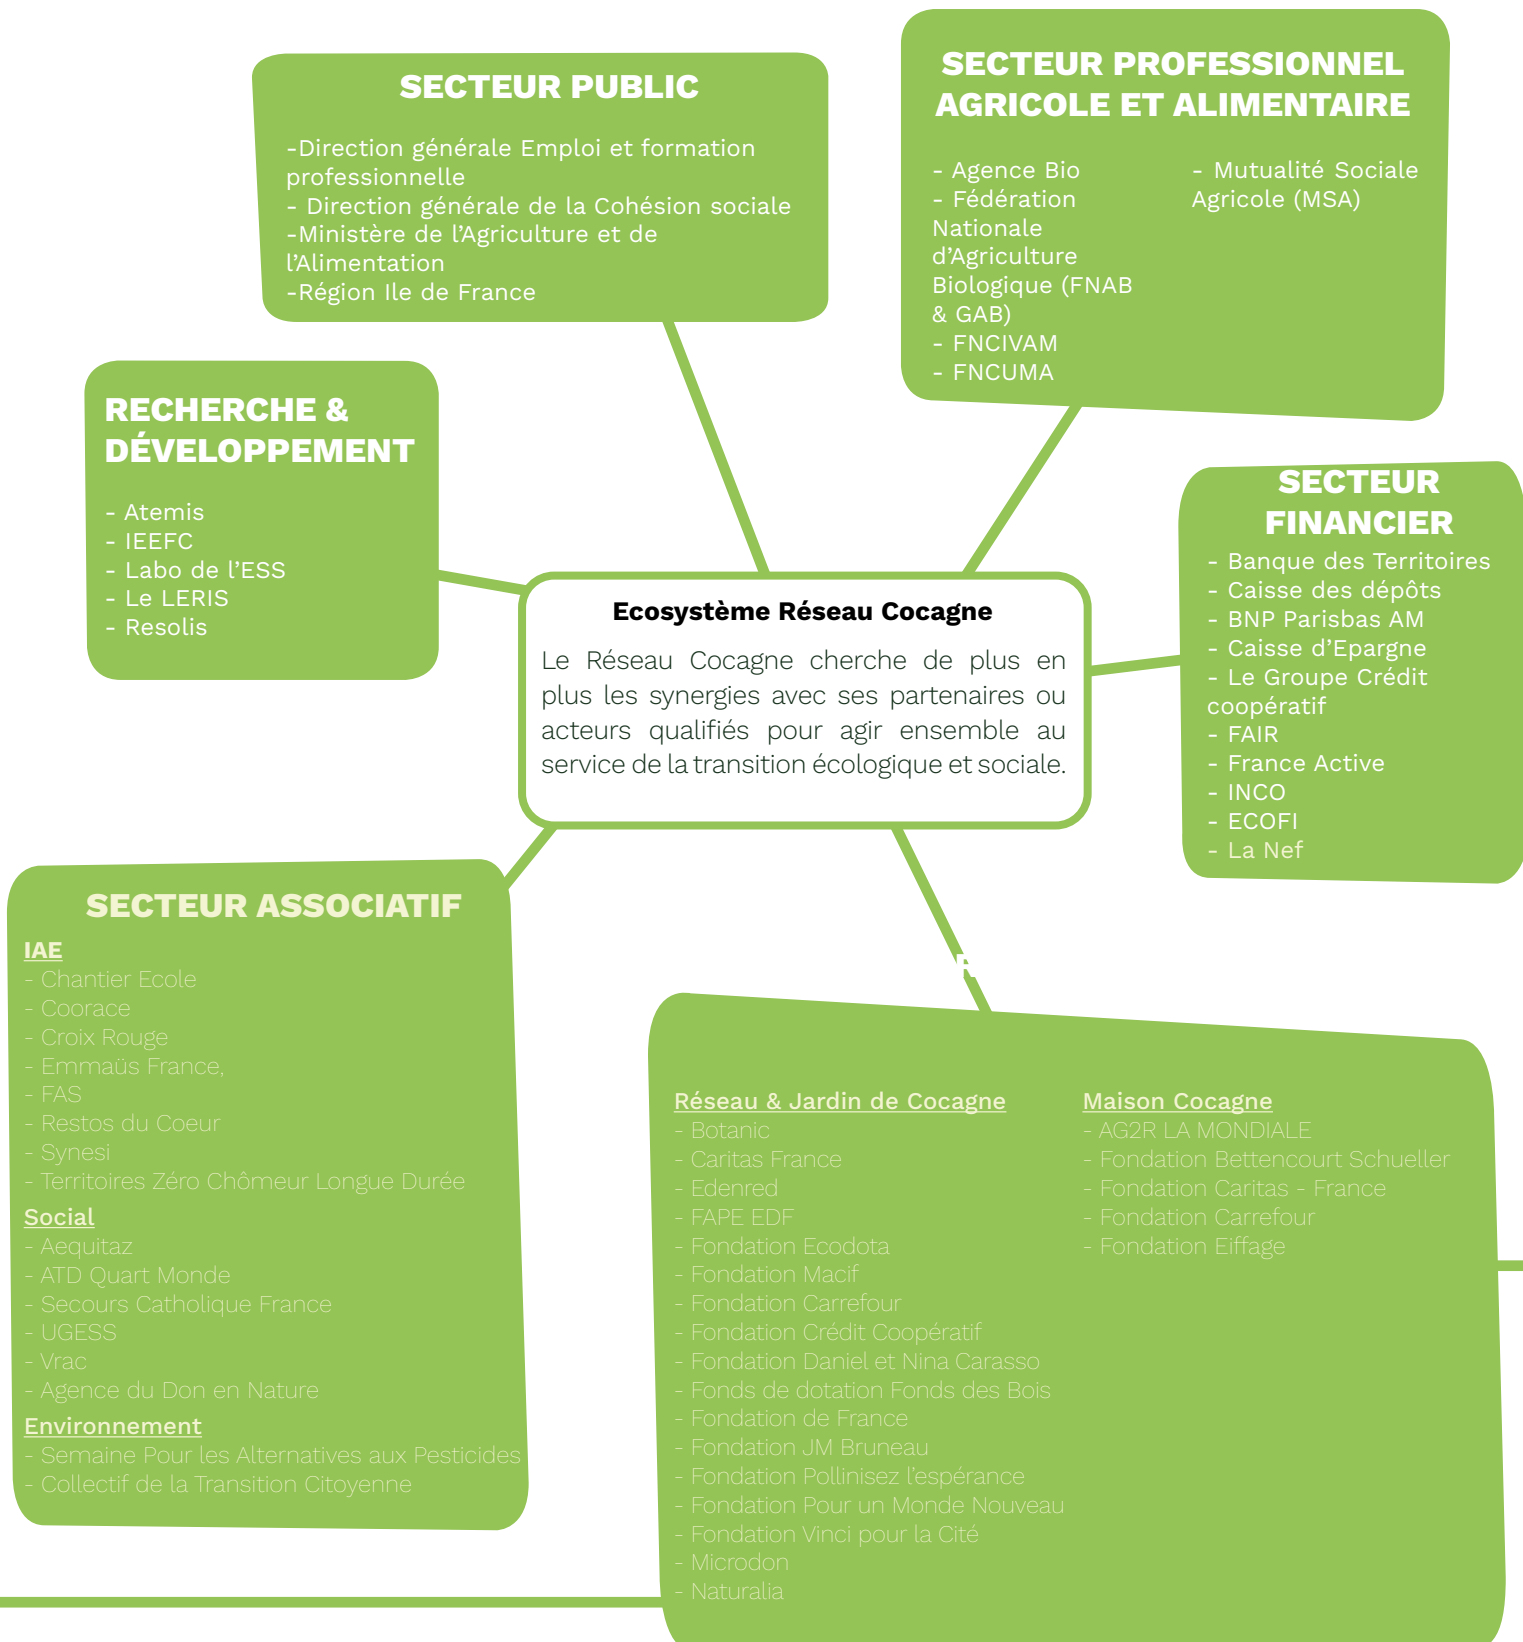 SECTEUR PUBLIC
-Direction générale Emploi et formation
professionnelle
- Direction générale de la Cohésion sociale
-Ministère de l’Agriculture et de
l’Alimentation
-Région Ile de France
SECTEUR PROFESSIONNEL
AGRICOLE ET ALIMENTAIRE
- Agence Bio
- Fédération
Nationale
d’Agriculture
Biologique (FNAB
& GAB)
- FNCIVAM
- FNCUMA
- Mutualité Sociale
Agricole (MSA)
RECHERCHE &
DÉVELOPPEMENT
- Atemis
- IEEFC
- Labo de l’ESS
- Le LERIS
- Resolis
SECTEUR
FINANCIER
- Banque des Territoires
- Caisse des dépôts
- BNP Parisbas AM
- Caisse d’Epargne
- Le Groupe Crédit
coopératif
- FAIR
- France Active
- INCO
- ECOFI
- La Nef
Ecosystème Réseau Cocagne
Le Réseau Cocagne cherche de plus en
plus les synergies avec ses partenaires ou
acteurs qualifiés pour agir ensemble au
service de la transition écologique et sociale.
SECTEUR ASSOCIATIF
IAE
- Chantier Ecole
- Coorace
- Croix Rouge
- Emmaüs France,
- FAS
- Restos du Coeur
- Synesi
- Territoires Zéro Chômeur Longue Durée
Social
- Aequitaz
- ATD Quart Monde
- Secours Catholique France
- UGESS
- Vrac
- Agence du Don en Nature
Environnement
- Semaine Pour les Alternatives aux Pesticides
- Collectif de la Transition Citoyenne
Réseau & Jardin de Cocagne
- Botanic
- Caritas France
- Edenred
- FAPE EDF
- Fondation Ecodota
- Fondation Macif
- Fondation Carrefour
- Fondation Crédit Coopératif
- Fondation Daniel et Nina Carasso
- Fonds de dotation Fonds des Bois
- Fondation de France
- Fondation JM Bruneau
- Fondation Pollinisez l’espérance
- Fondation Pour un Monde Nouveau
- Fondation Vinci pour la Cité
- Microdon
- Naturalia
Maison Cocagne
- AG2R LA MONDIALE
- Fondation Bettencourt Schueller
- Fondation Caritas - France
- Fondation Carrefour
- Fondation Eiffage